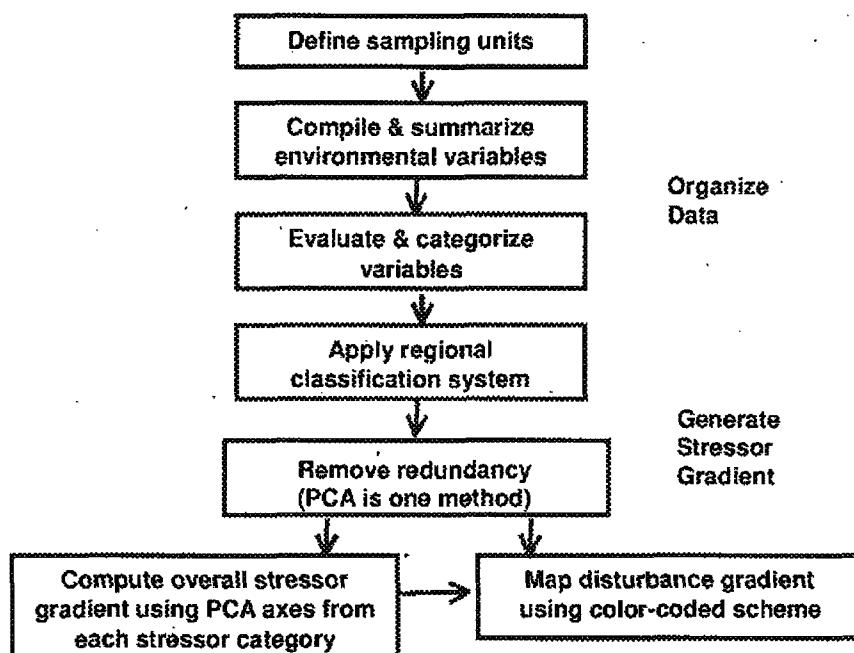 Define sampling units
Compile & summarize
environmental variables
Organize
Data
Evaluate & categorize
variables
Apply regional
classification system
Generate
Stressor
Gradient
Remove redundancy
(PCA is one method)
Compute overall stressor
gradient using PCA axes from
each stressor category
Map disturbance gradient
using color-coded scheme